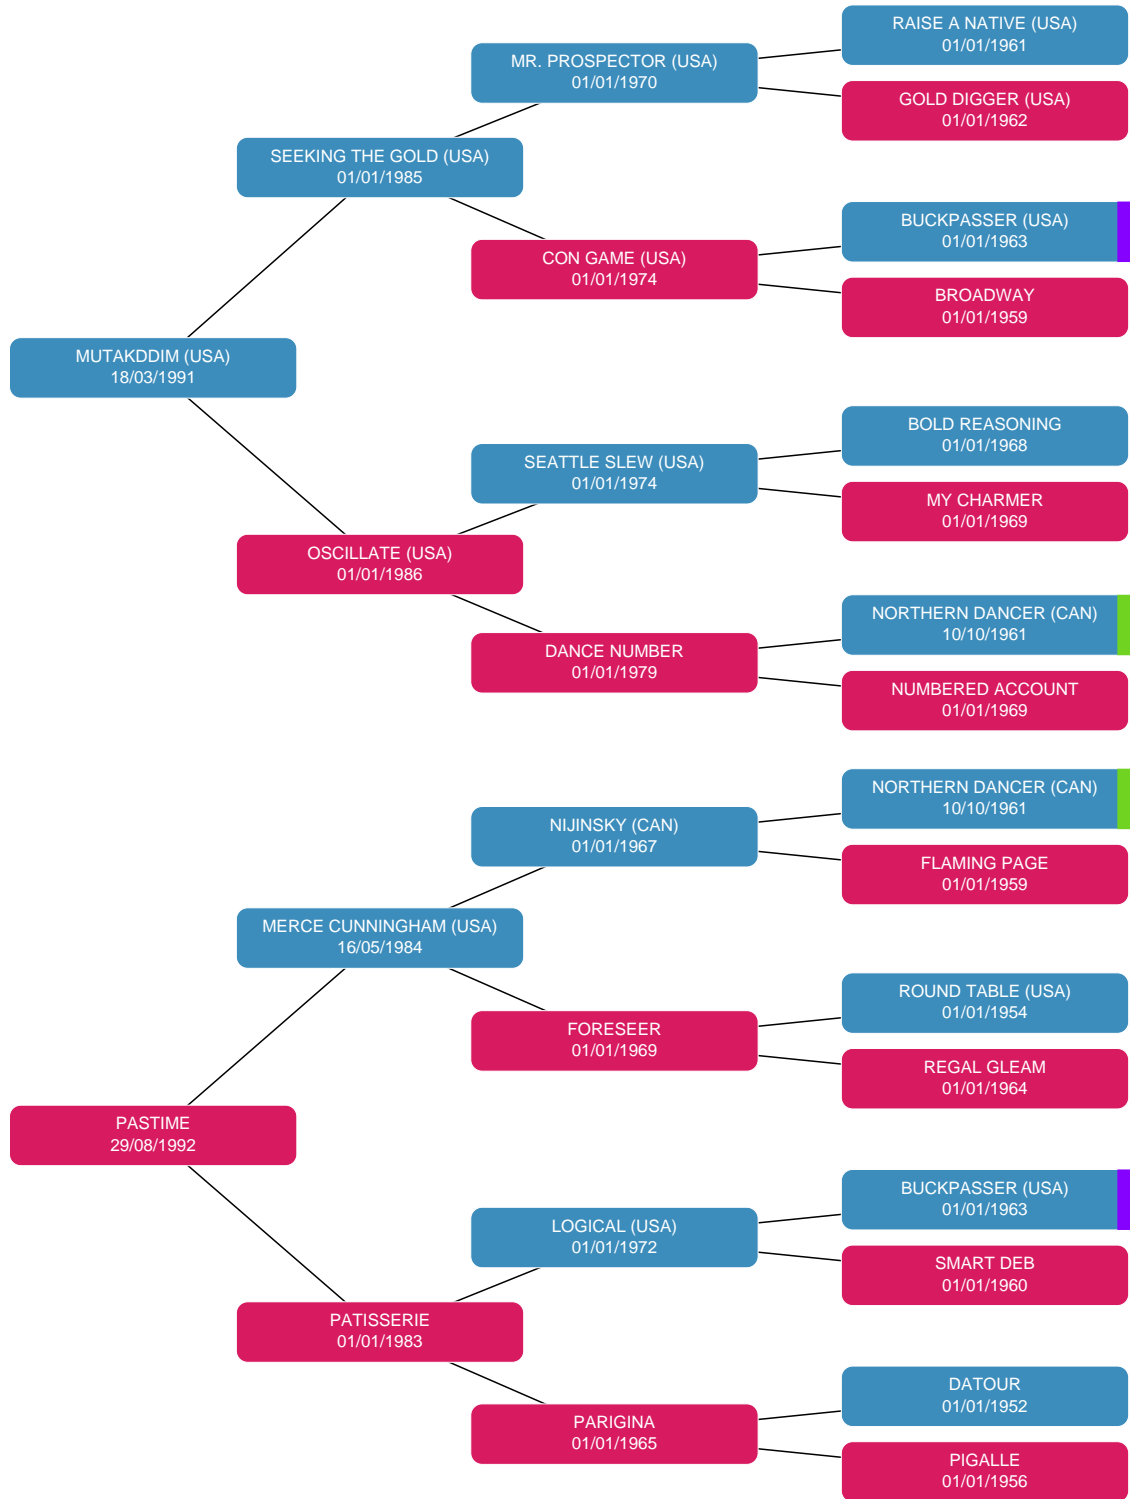 RAISE A NATIVE (USA)
01/01/1961
MR. PROSPECTOR (USA)
01/01/1970
GOLD DIGGER (USA)
01/01/1962
SEEKING THE GOLD (USA)
01/01/1985
BUCKPASSER (USA)
01/01/1963
CON GAME (USA)
01/01/1974
BROADWAY
01/01/1959
MUTAKDDIM (USA)
18/03/1991
BOLD REASONING
01/01/1968
SEATTLE SLEW (USA)
01/01/1974
MY CHARMER
01/01/1969
OSCILLATE (USA)
01/01/1986
NORTHERN DANCER (CAN)
10/10/1961
DANCE NUMBER
01/01/1979
NUMBERED ACCOUNT
01/01/1969
NORTHERN DANCER (CAN)
10/10/1961
NIJINSKY (CAN)
01/01/1967
FLAMING PAGE
01/01/1959
MERCE CUNNINGHAM (USA)
16/05/1984
ROUND TABLE (USA)
01/01/1954
FORESEER
01/01/1969
REGAL GLEAM
01/01/1964
PASTIME
29/08/1992
BUCKPASSER (USA)
01/01/1963
LOGICAL (USA)
01/01/1972
SMART DEB
01/01/1960
PATISSERIE
01/01/1983
DATOUR
01/01/1952
PARIGINA
01/01/1965
PIGALLE
01/01/1956